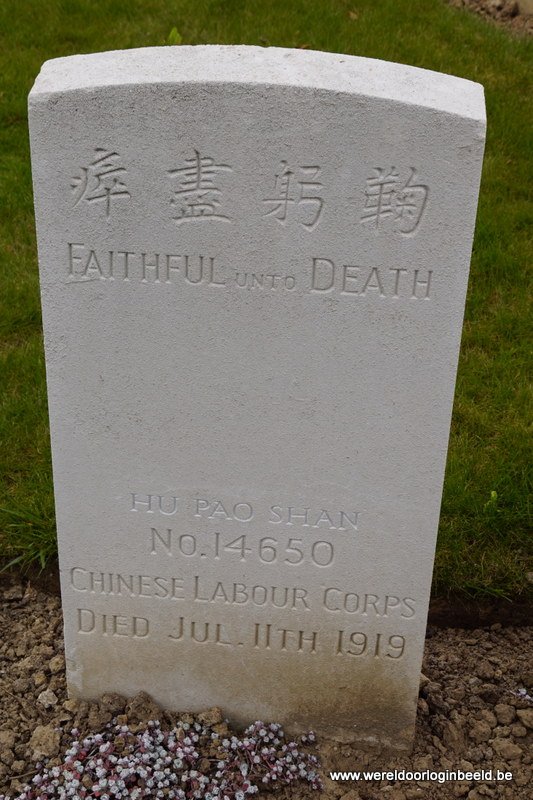 鞠躬盡瘁
FAITHFUL UNTO DEATH
HU PAO SHAN
No. 14650
CHINESE LABOUR CORPS
DIED JUL. 11TH 1919
www.wereldoorloginbeeld.be